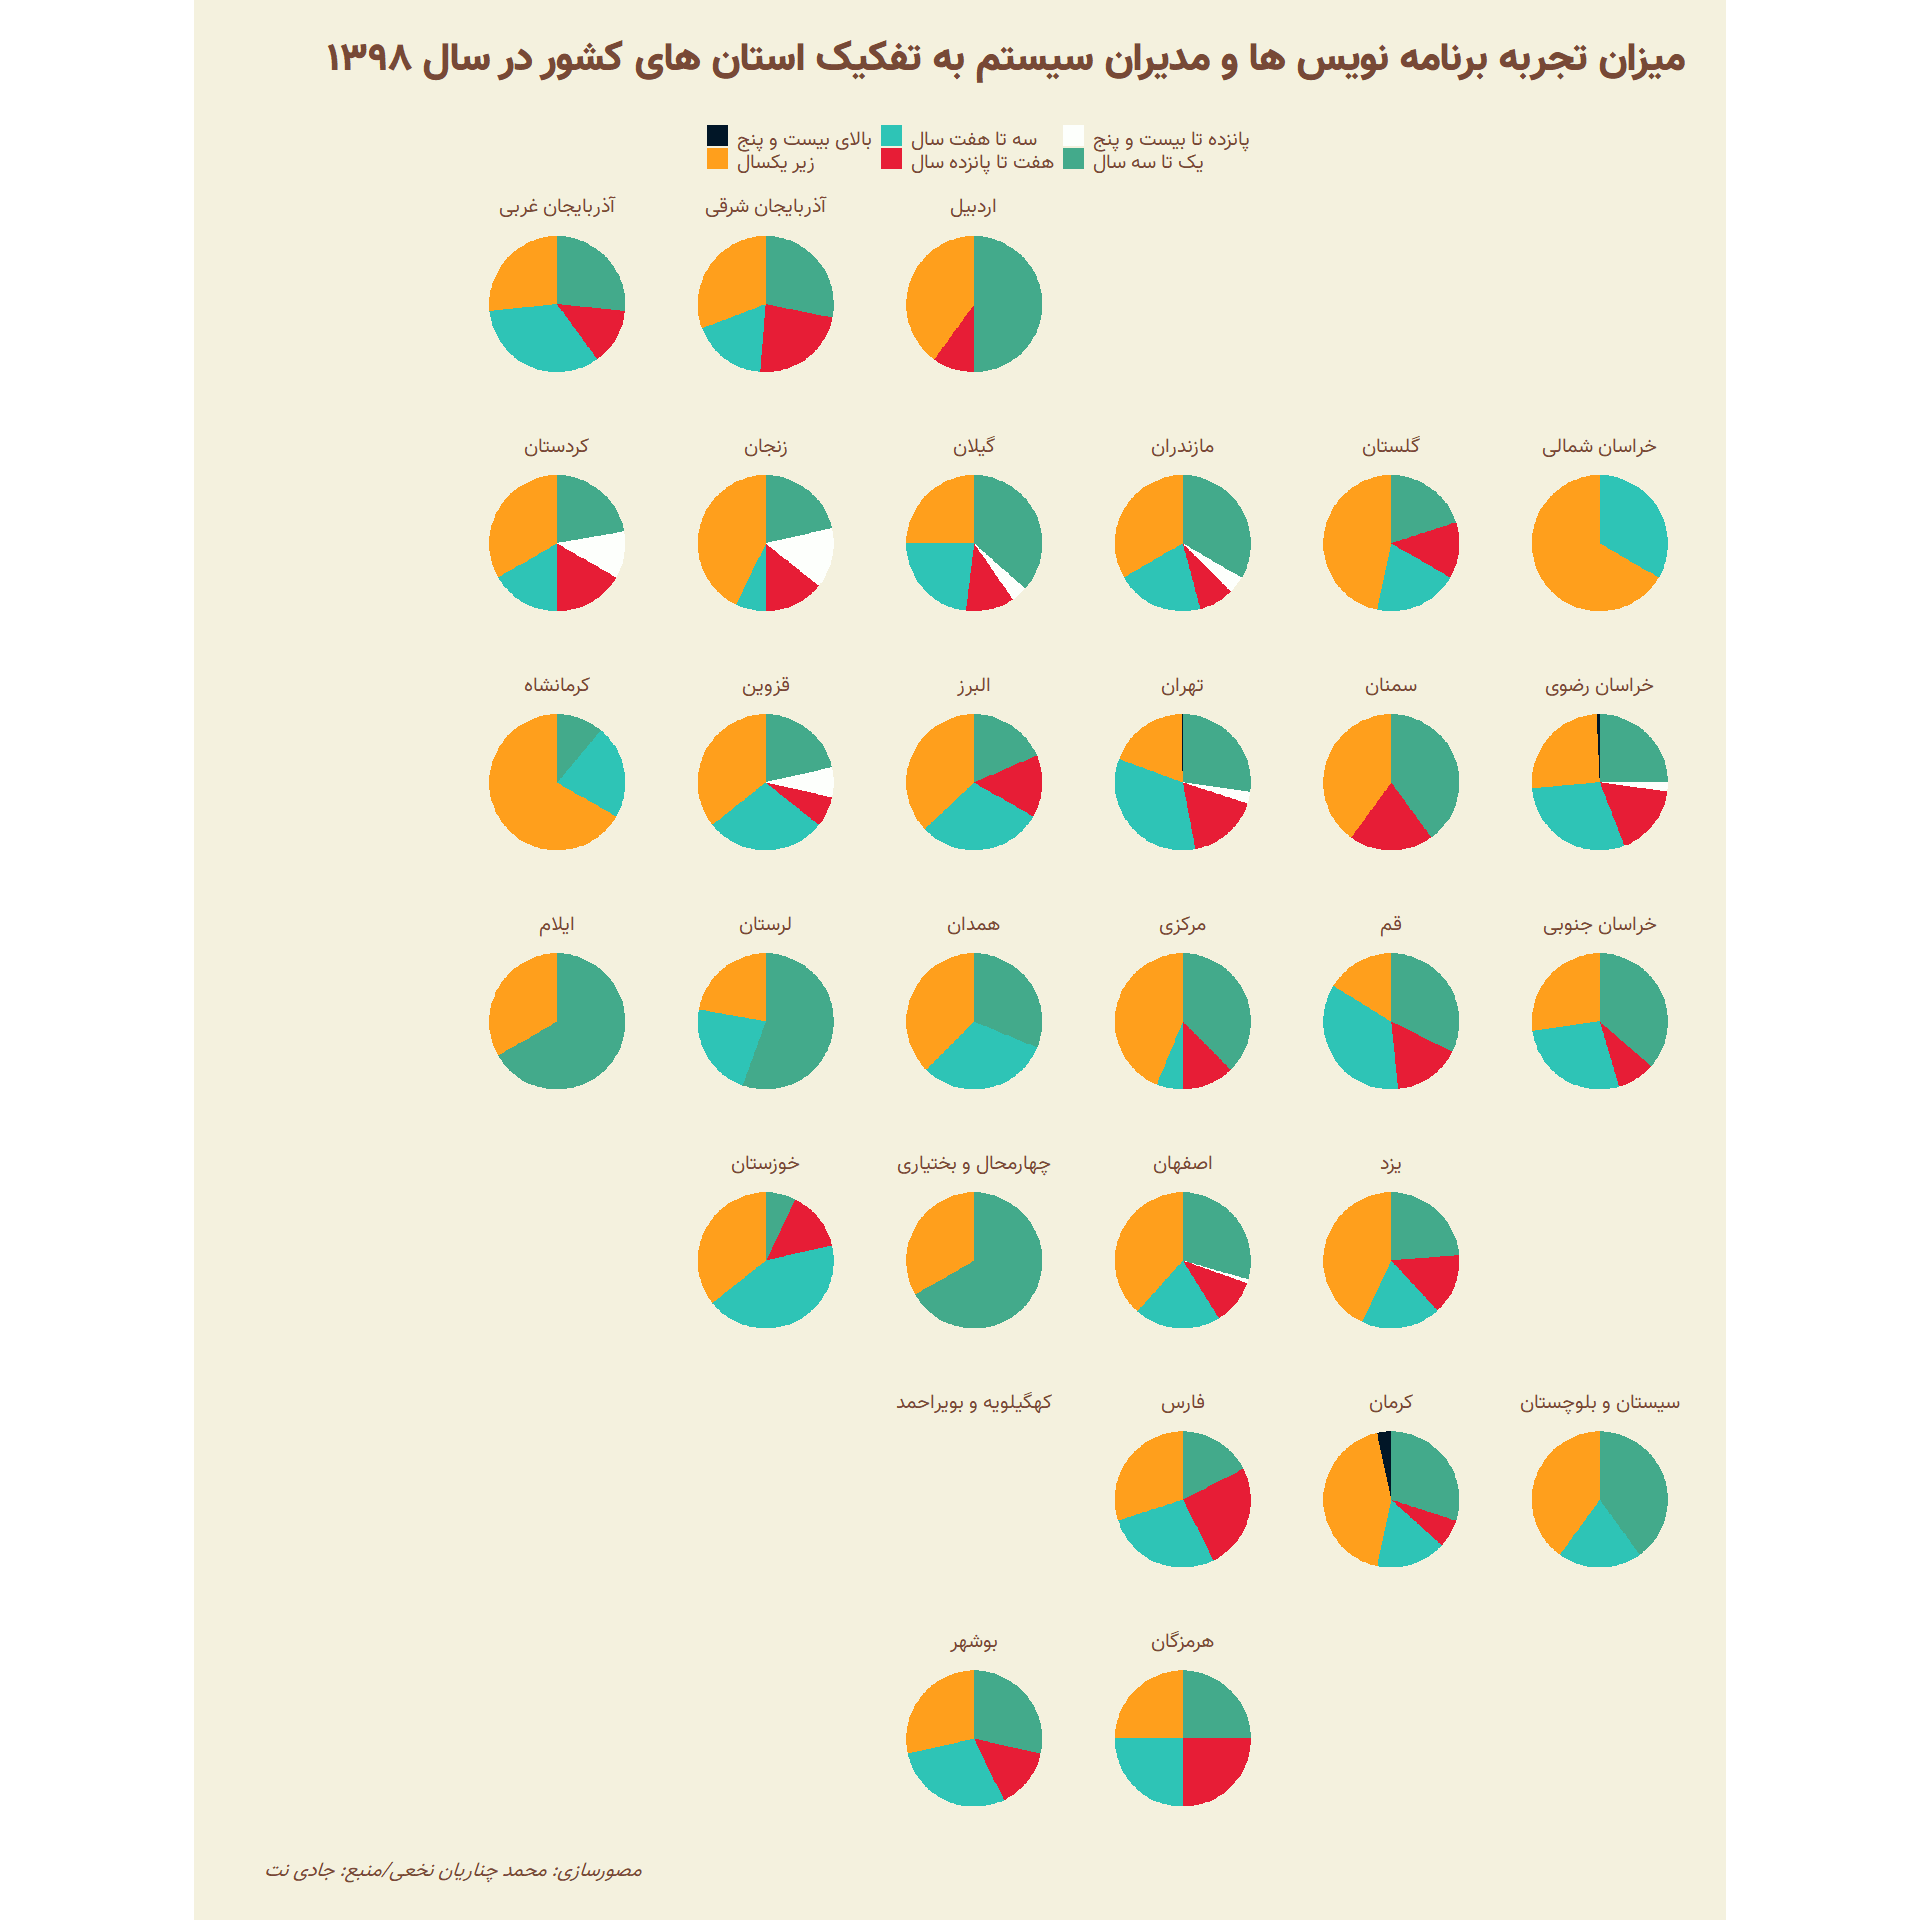 میزان تجربه برنامه نویس ها و مدیران سیستم به تفکیک استان های کشور در سال ۱۳۹۸
پانزده تا بیست و پنج
سه تا هفت سال
بالای بیست و پنج
یک تا سه سال
هفت تا پانزده سال
زیر یکسال
اردبیل
آذربایجان شرقی
آذربایجان غربی
خراسان شمالی
گلستان
مازندران
گیلان
زنجان
کردستان
خراسان رضوی
سمنان
تهران
البرز
قزوین
کرمانشاه
خراسان جنوبی
قم
مرکزی
همدان
لرستان
ایلام
یزد
اصفهان
چهارمحال و بختیاری
خوزستان
سیستان و بلوچستان
کرمان
فارس
کهگیلویه و بویراحمد
هرمزگان
بوشهر
مصورسازی: محمد چناریان نخعی/منبع: جادی نت